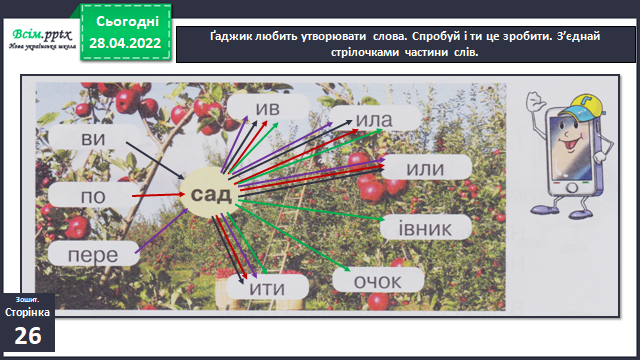 Всім.pptx
Нова українська школа
Сьогодні
28.04.2022
Ґаджик любить утворювати слова. Спробуй і ти це зробити. З’єднай
стрілочками частини слів.
ви
по
пере
сад
ив
ила
или
івник
очок
ити
Зошит.
Сторінка
26